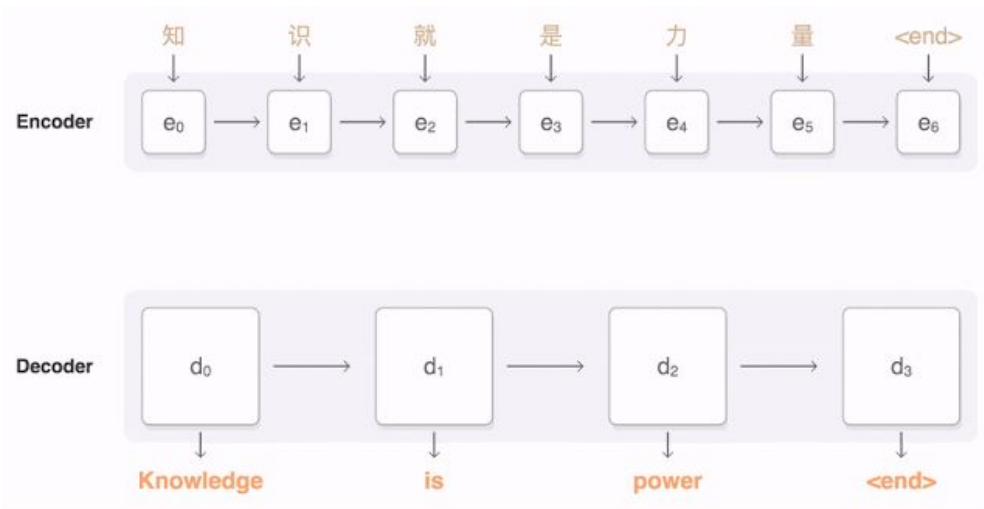 知 识 就 是 力 量 <end>
Encoder e₀ e₁ e₂ e₃ e₄ e₅ e₆
Decoder d₀ d₁ d₂ d₃
Knowledge is power <end>